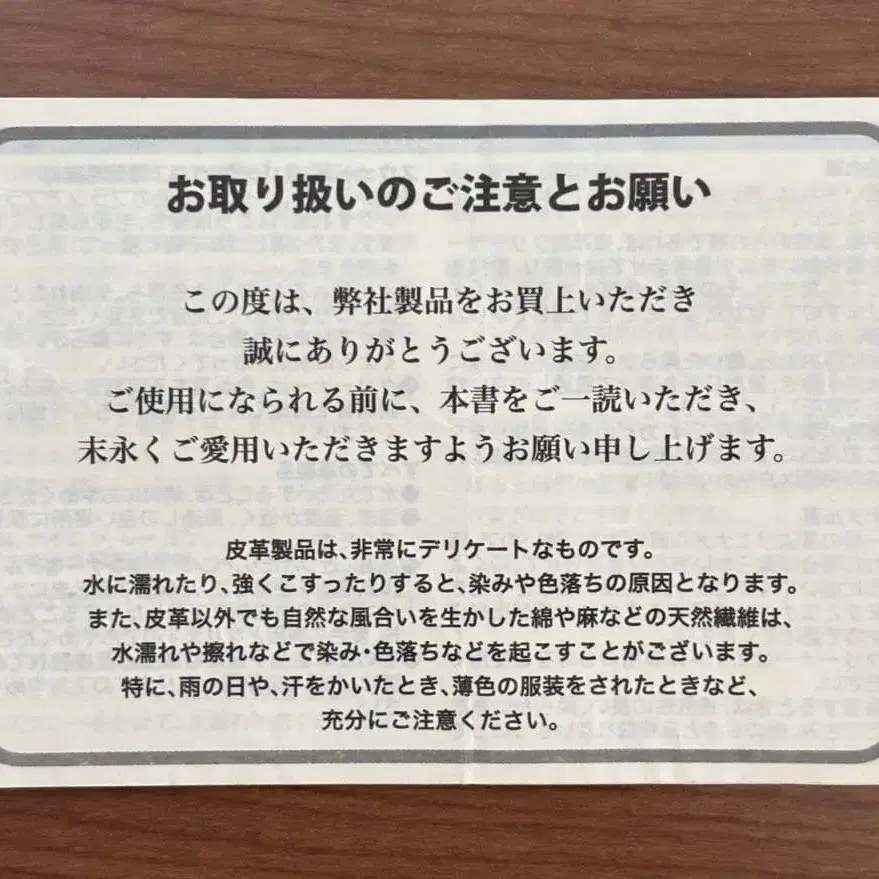 お取り扱いのご注意とお願い
この度は、弊社製品をお買上いただき
誠にありがとうございます。
ご使用になられる前に、本書をご一読いただき、
末永くご愛用いただきますようお願い申し上げます。
皮革製品は、非常にデリケートなものです。
水に濡れたり、強くこすったりすると、染みや色落ちの原因となります。
また、皮革以外でも自然な風合いを生かした綿や麻などの天然繊維は、
水濡れや擦れなどで染み・色落ちなどを起こすことがございます。
特に、雨の日や、汗をかいたとき、薄色の服装をされたときなど、
充分にご注意ください。